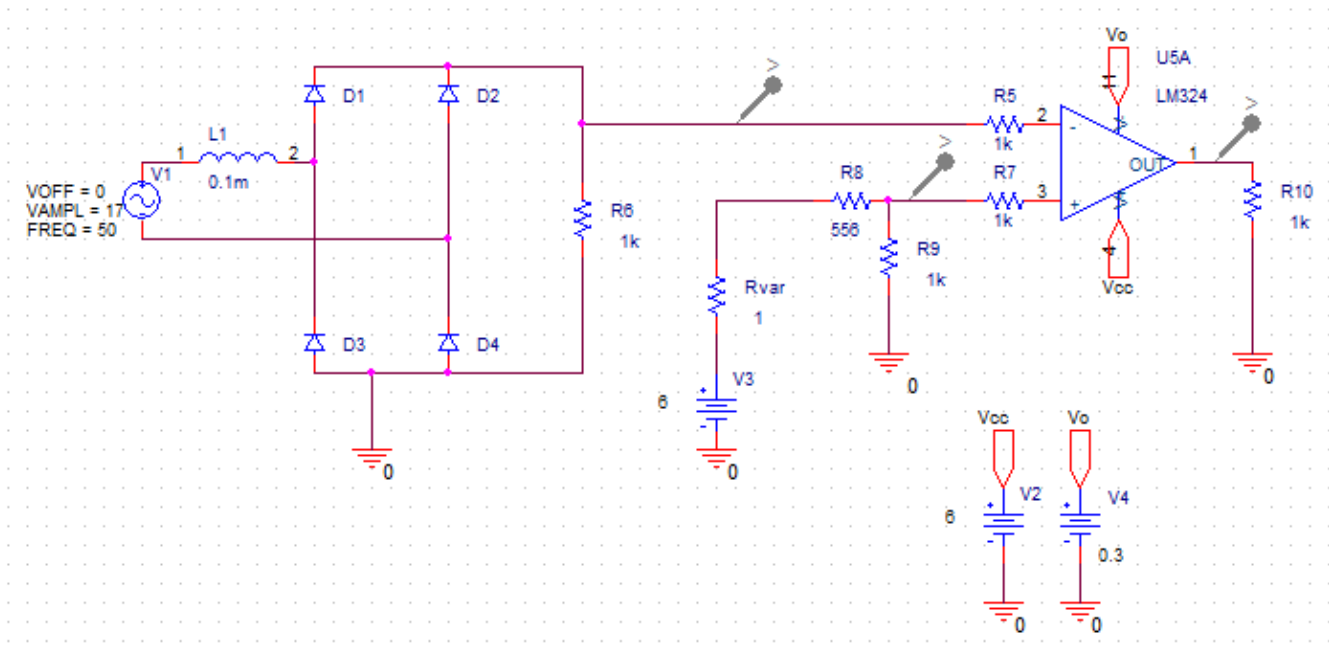 Vo
U5A
11
LM324
V
D1
D2
R5
2
-
1k
L1
1
2
V1
0.1m
VOFF = 0
VAMPL = 17
FREQ = 50
R6
1k
R8
556
R7
1k
3
+
OUT
1
V
R10
1k
R9
1k
4
Vcc
Rvar
1
D3
D4
0
0
0
V3
6
+
-
0
Vcc
Vo
V2
6
+
-
V4
+
-
0.3
0
0